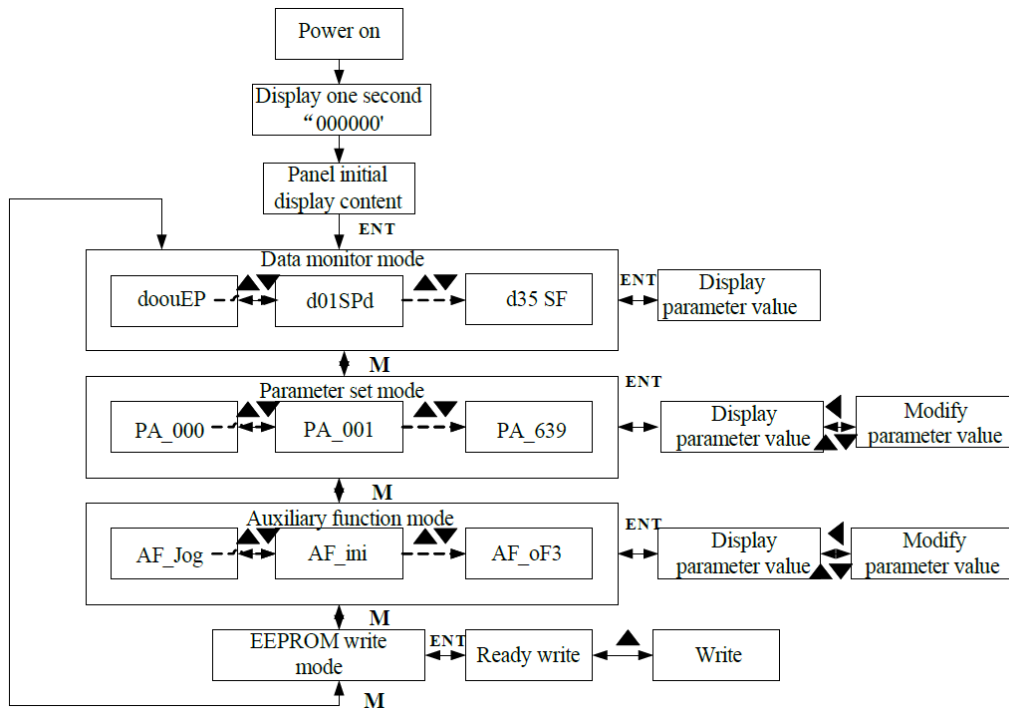 Power on
Display one second
“000000'
Panel initial
display content
ENT
Data monitor mode
doouEP
d01SPd
d35 SF
ENT
Display
parameter value
M
Parameter set mode
PA_000
PA_001
PA_639
ENT
Display
parameter value
Modify
parameter value
M
Auxiliary function mode
AF_Jog
AF_ini
AF_oF3
ENT
Display
parameter value
Modify
parameter value
M
EEPROM write
mode
ENT
Ready write
Write
M